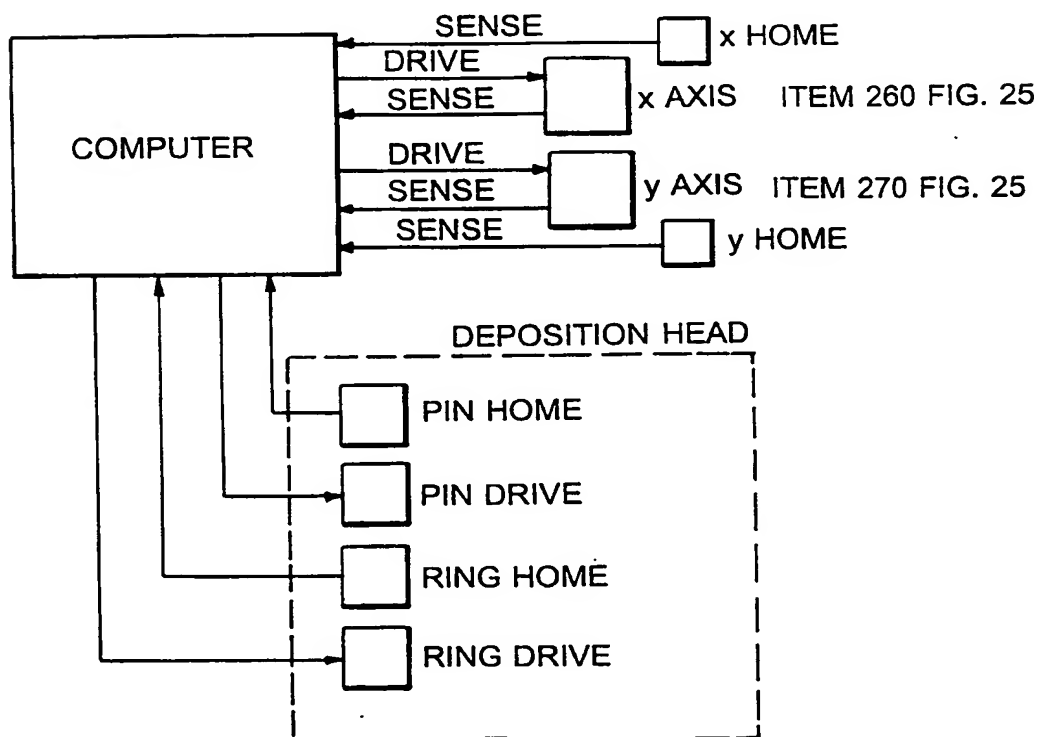 SENSE
x HOME
DRIVE
SENSE
x AXIS ITEM 260 FIG. 25
COMPUTER
DRIVE
SENSE
y AXIS ITEM 270 FIG. 25
SENSE
y HOME
DEPOSITION HEAD
PIN HOME
PIN DRIVE
RING HOME
RING DRIVE